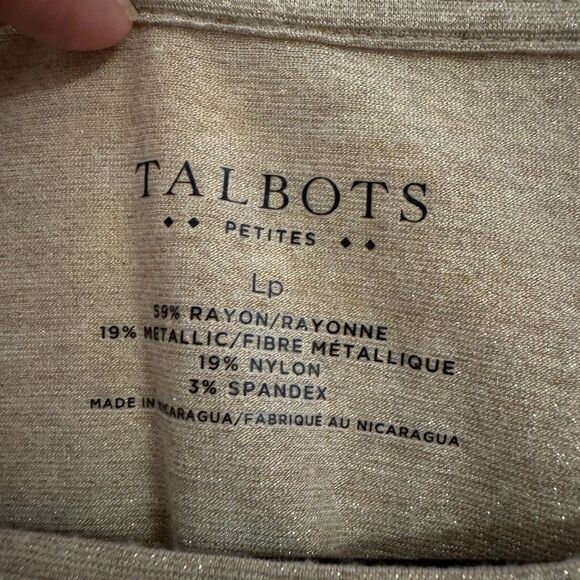 TALBOTS
PETITES
Lp
59% RAYON/RAYONNE
19% METALLIC/FIBRE MÉTALLIQUE
19% NYLON
3% SPANDEX
MADE IN NICARAGUA/FABRIQUÉ AU NICARAGUA